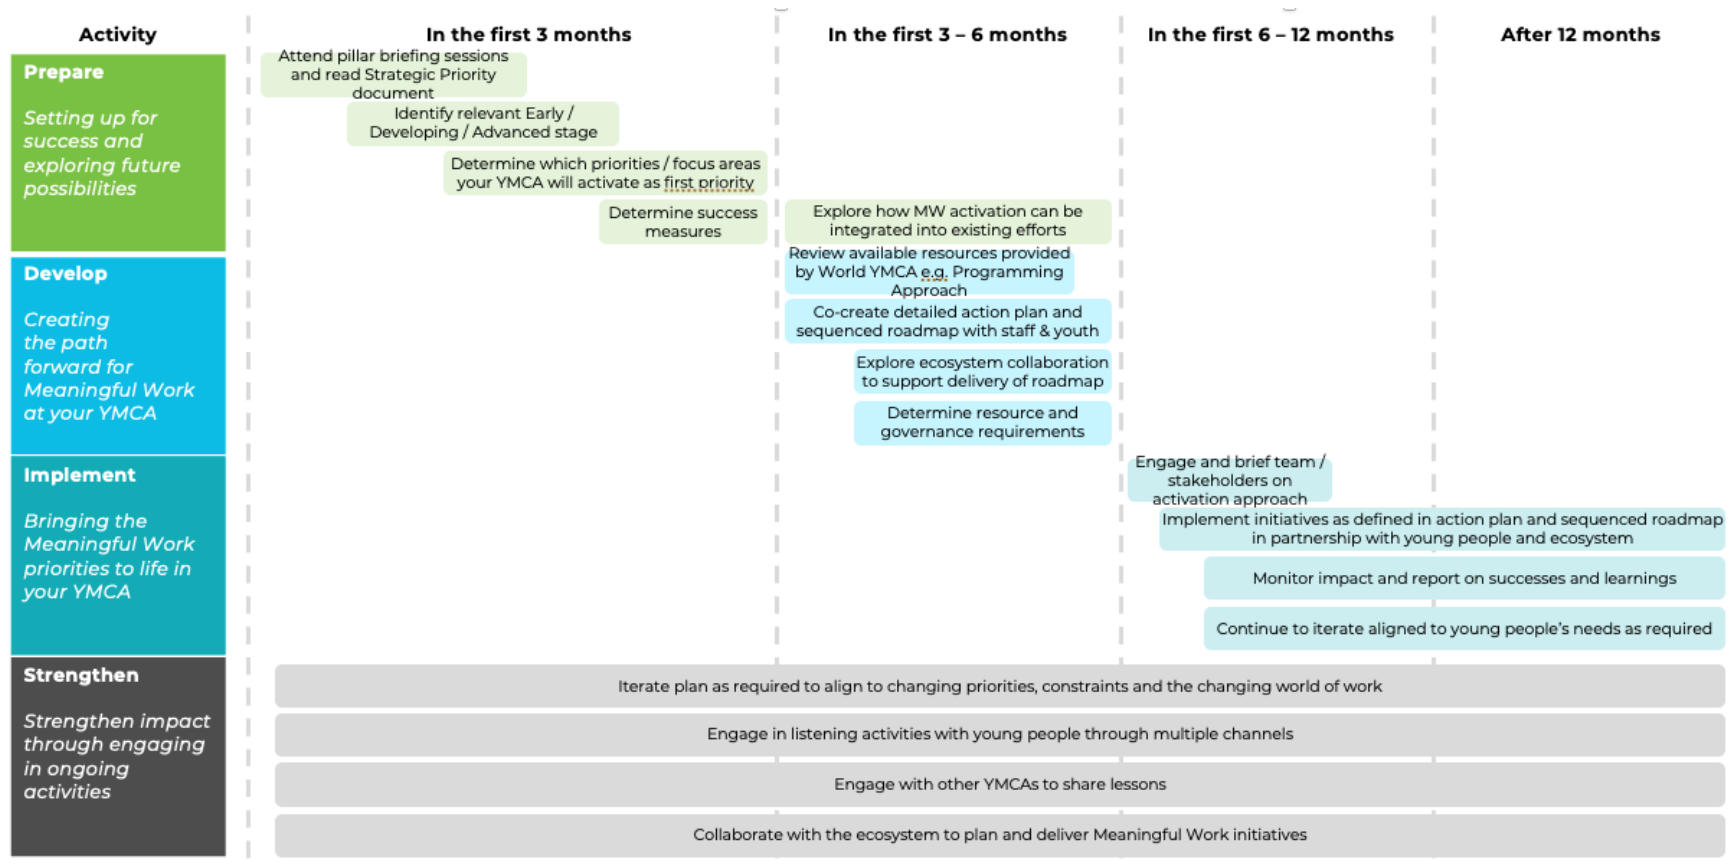 Activity
In the first 3 months
In the first 3 – 6 months
In the first 6 – 12 months
After 12 months
Prepare
Setting up for
success and
exploring future
possibilities
Attend pillar briefing sessions
and read Strategic Priority
document
Identify relevant Early /
Developing / Advanced stage
Determine which priorities / focus areas
your YMCA will activate as first priority
Determine success
measures
Explore how MW activation can be
integrated into existing efforts
Develop
Creating
the path
forward for
Meaningful Work
at your YMCA
Review available resources provided
by World YMCA e.g. Programming
Approach
Co-create detailed action plan and
sequenced roadmap with staff & youth
Explore ecosystem collaboration
to support delivery of roadmap
Determine resource and
governance requirements
Implement
Bringing the
Meaningful Work
priorities to life in
your YMCA
Engage and brief team /
stakeholders on
activation approach
Implement initiatives as defined in action plan and sequenced roadmap
in partnership with young people and ecosystem
Monitor impact and report on successes and learnings
Continue to iterate aligned to young people's needs as required
Strengthen
Strengthen impact
through engaging
in ongoing
activities
Iterate plan as required to align to changing priorities, constraints and the changing world of work
Engage in listening activities with young people through multiple channels
Engage with other YMCAs to share lessons
Collaborate with the ecosystem to plan and deliver Meaningful Work initiatives